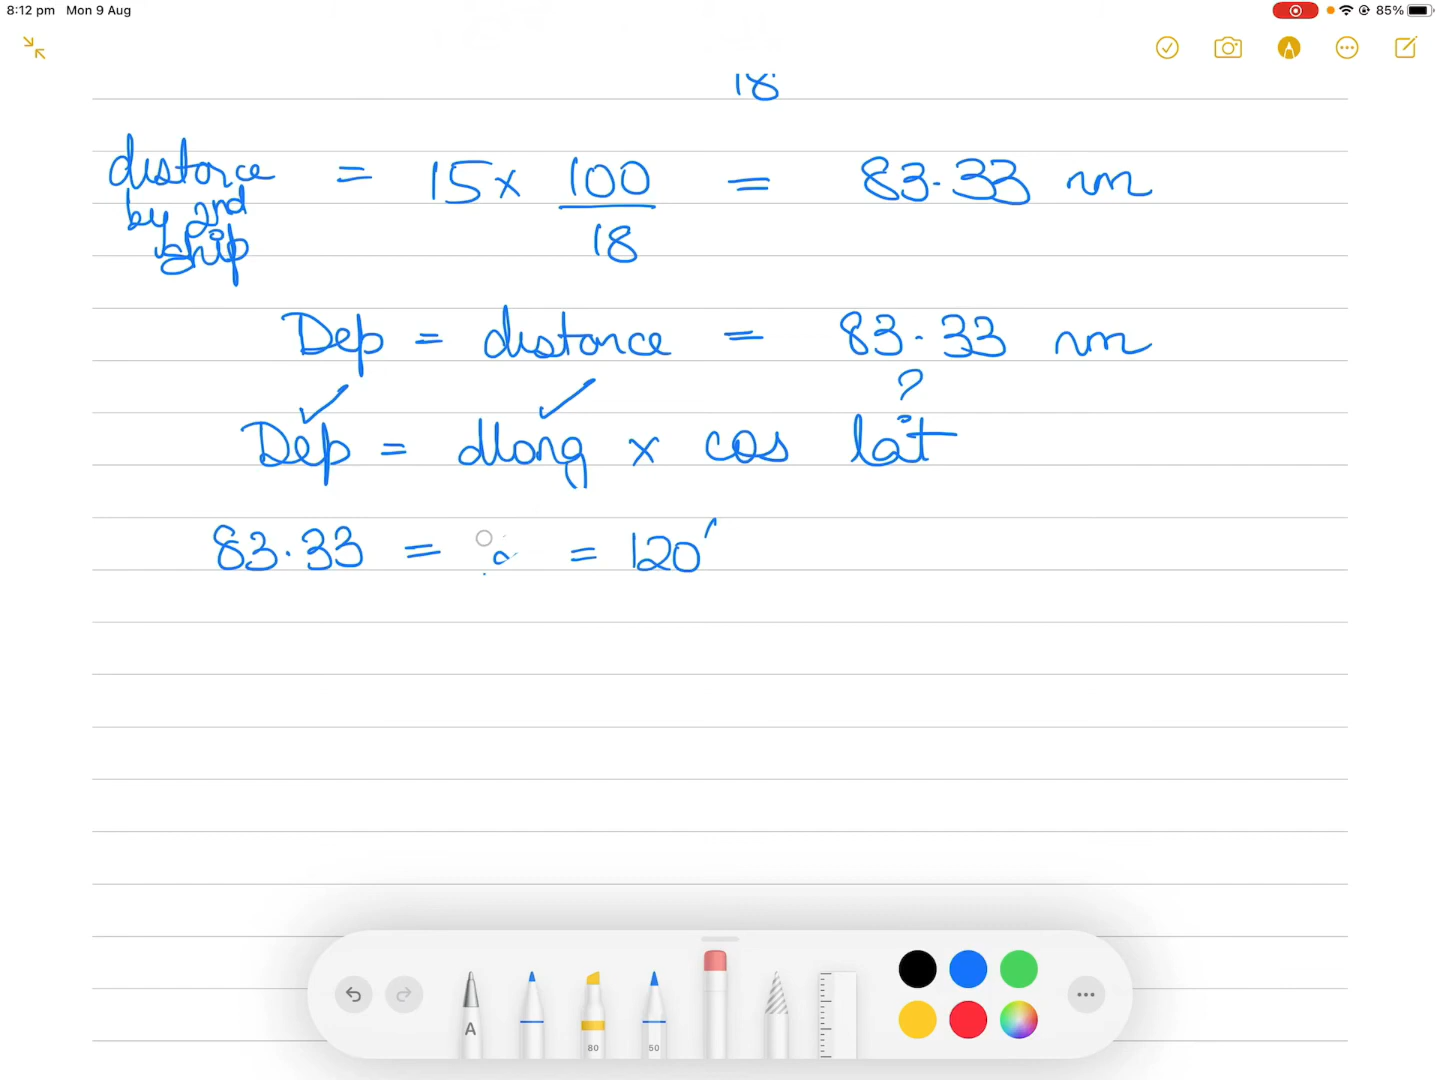 8:12 pm Mon 9 Aug 85%
18
distance = 15 x 100 = 83.33 nm
by 2nd
ship 18
Dep = distance = 83.33 nm
✓ ✓ ?
Dep = dlong x cos lat
83.33 = = 120'
A 80 50